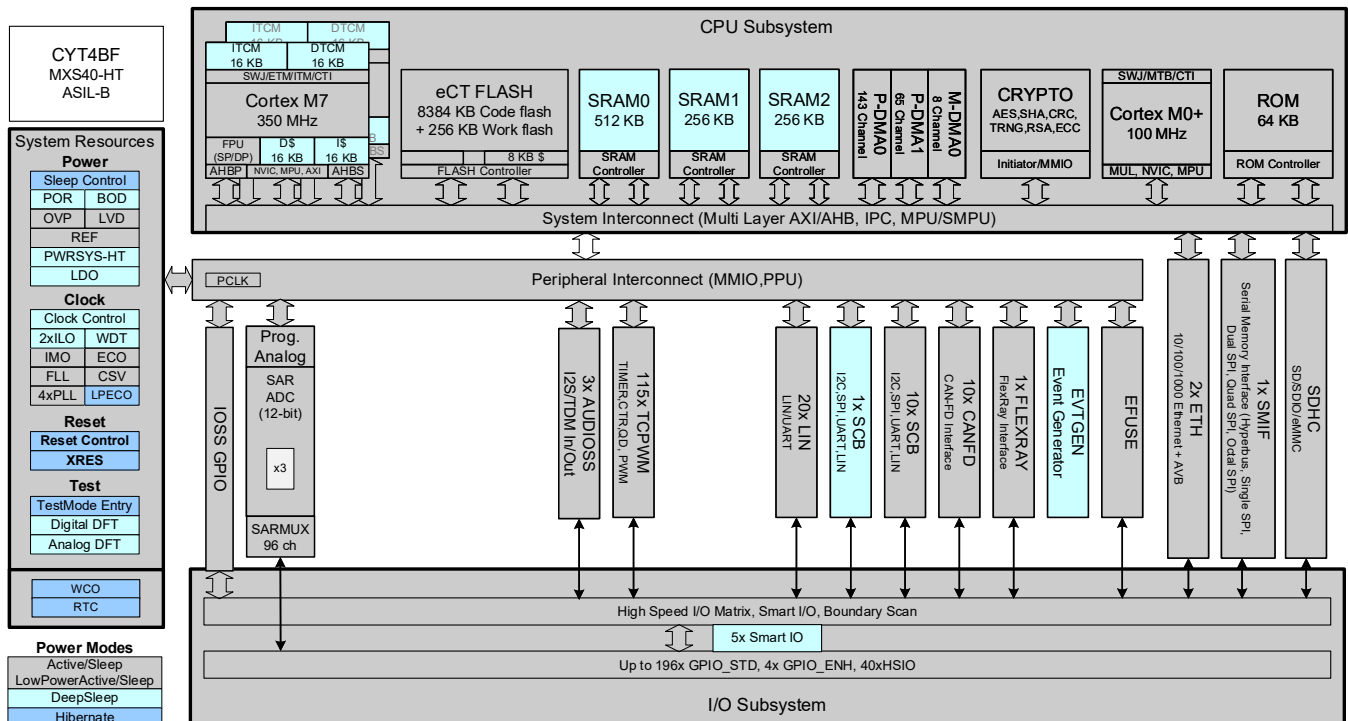 CYT4BF
MXS40-HT
ASIL-B
System Resources
Power
Sleep Control
POR BOD
OVP LVD
REF
PWRSYS-HT
LDO
Clock
Clock Control
2xILO WDT
IMO ECO
FLL CSV
4xPLL LPECO
Reset
Reset Control
XRES
Test
TestMode Entry
Digital DFT
Analog DFT
WCO
RTC
Power Modes
Active/Sleep
LowPowerActive/Sleep
DeepSleep
Hibernate
CPU Subsystem
ITCM DTCM
16 KB 16 KB
ITCM DTCM
16 KB 16 KB
SWJ/ETM/ITM/CTI
Cortex M7
350 MHz
FPU
(SP/DP)
D$
16 KB
I$
16 KB
AHBP NVIC, MPU, AXI AHBS
eCT FLASH
8384 KB Code flash
+ 256 KB Work flash
8 KB $
FLASH Controller
SRAM0
512 KB
SRAM
Controller
SRAM1
256 KB
SRAM
Controller
SRAM2
256 KB
SRAM
Controller
P-DMA0
143 Channel
P-DMA1
65 Channel
M-DMA0
8 Channel
CRYPTO
AES,SHA,CRC,
TRNG,RSA,ECC
Initiator/MMIO
SWJ/MTB/CTI
Cortex M0+
100 MHz
MUL, NVIC, MPU
ROM
64 KB
ROM Controller
System Interconnect (Multi Layer AXI/AHB, IPC, MPU/SMPU)
PCLK
Peripheral Interconnect (MMIO,PPU)
IOSS GPIO
Prog.
Analog
SAR
ADC
(12-bit)
x3
SARMUX
96 ch
3x AUDIOSS
I2S/TDM In/Out
115x TCPWM
TIMER,CTR,QD, PWM
20x LIN
LIN/UART
1x SCB
I2C,SPI,UART,LIN
10x SCB
I2C,SPI,UART,LIN
10x CANFD
CAN-FD Interface
1x FLEXRAY
FlexRay Interface
EVTGEN
Event Generator
EFUSE
2x ETH
10/100/1000 Ethernet + AVB
1x SMIF
Serial Memory Interface (Hyperbus, Single SPI,
Dual SPI, Quad SPI, Octal SPI)
SDHC
SD/SDIO/eMMC
High Speed I/O Matrix, Smart I/O, Boundary Scan
5x Smart IO
Up to 196x GPIO_STD, 4x GPIO_ENH, 40xHSIO
I/O Subsystem